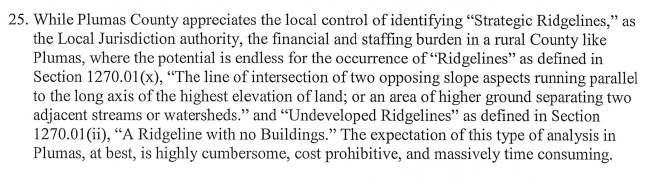 25. While Plumas County appreciates the local control of identifying “Strategic Ridgelines,” as
the Local Jurisdiction authority, the financial and staffing burden in a rural County like
Plumas, where the potential is endless for the occurrence of “Ridgelines” as defined in
Section 1270.01(x), “The line of intersection of two opposing slope aspects running parallel
to the long axis of the highest elevation of land; or an area of higher ground separating two
adjacent streams or watersheds.” and “Undeveloped Ridgelines” as defined in Section
1270.01(ii), “A Ridgeline with no Buildings.” The expectation of this type of analysis in
Plumas, at best, is highly cumbersome, cost prohibitive, and massively time consuming.